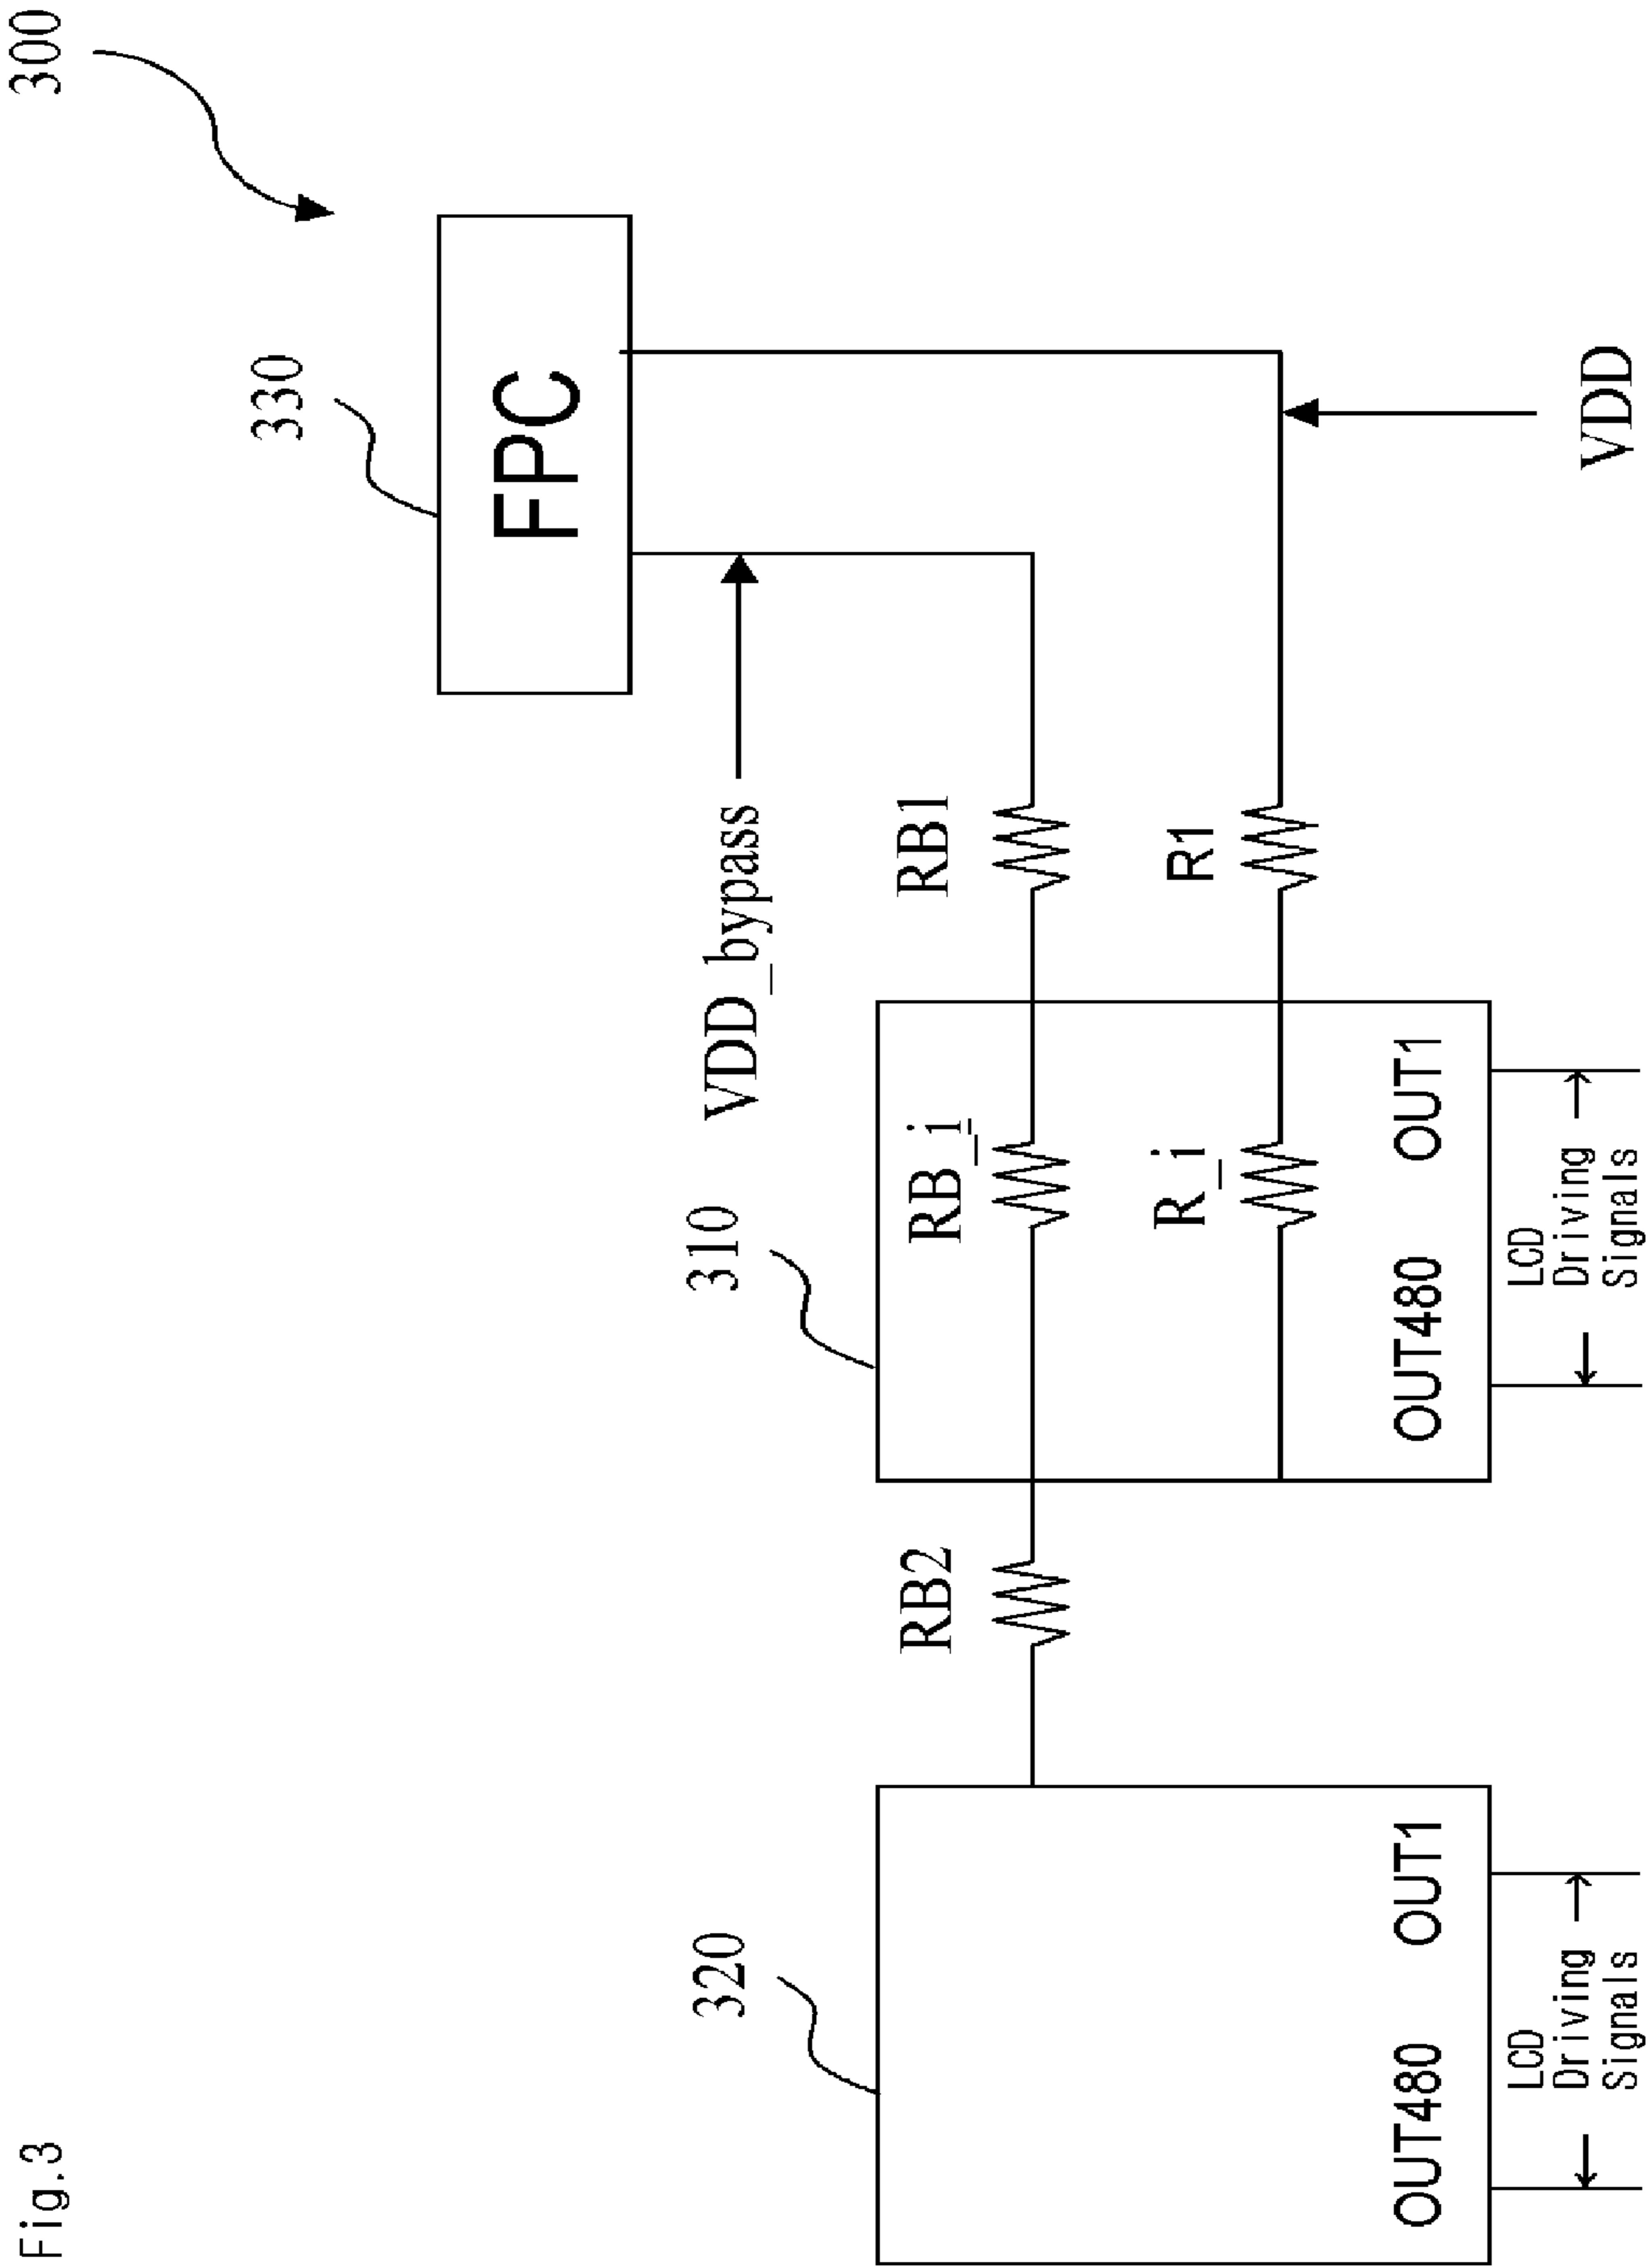 Fig.3
300
330
FPC
VDD_bypass
VDD
RB1
R1
310
RB_i
R_i
OUT480 OUT1
LCD
Driving
Signals
RB2
320
OUT480 OUT1
LCD
Driving
Signals